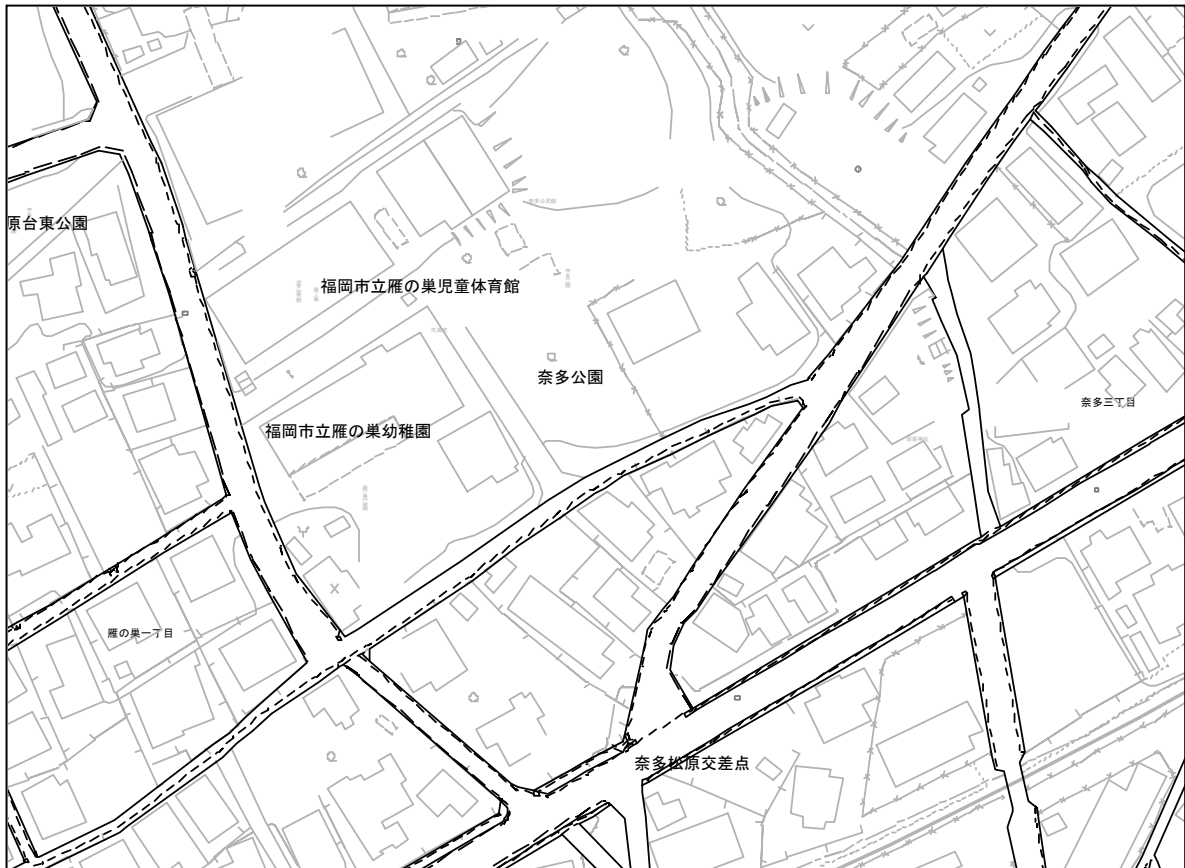 原台東公園
福岡市立雁の巣児童体育館
奈多公園
奈多三丁目
福岡市立雁の巣幼稚園
雁の巣一丁目
奈多松原交差点